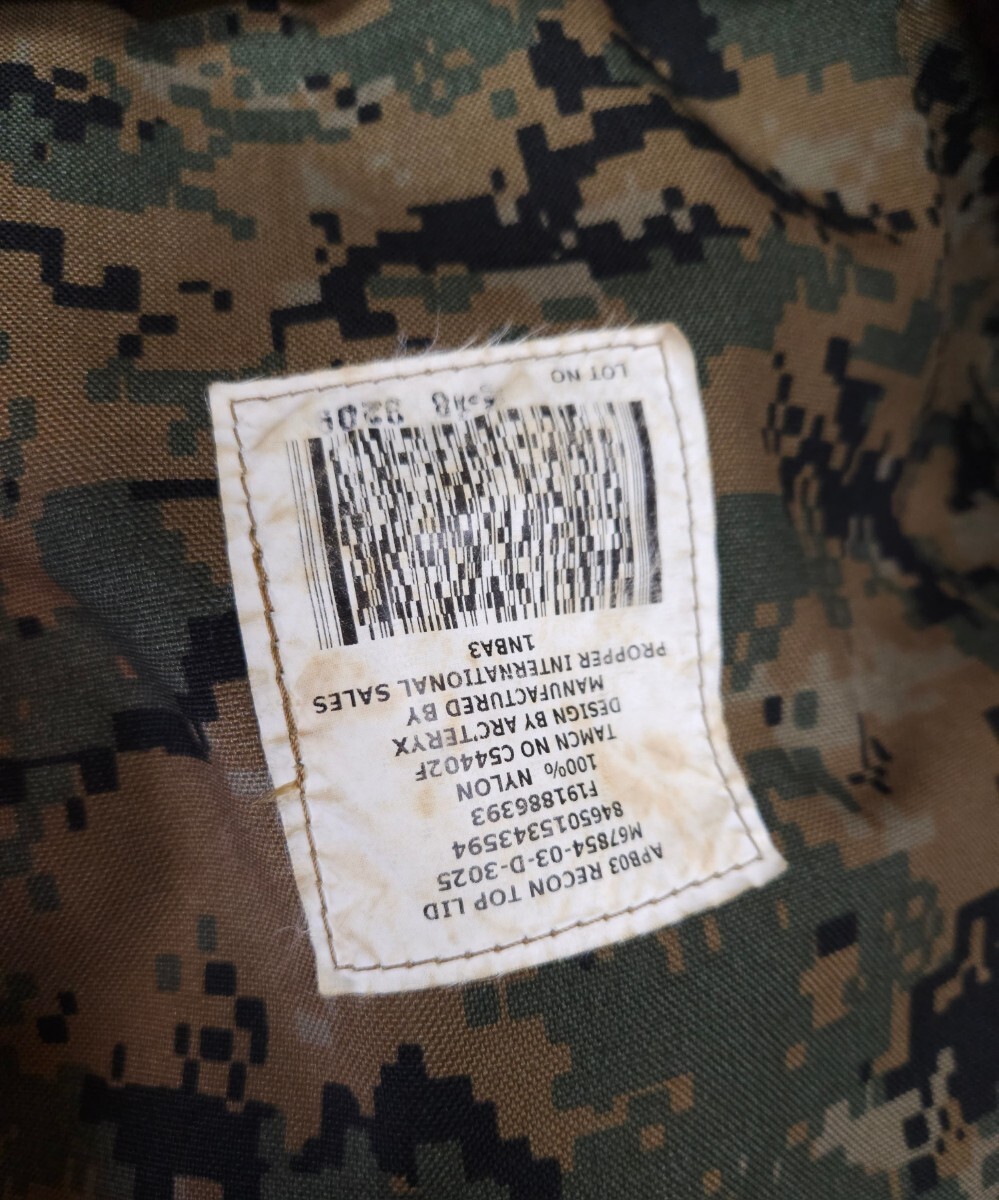 APB03 RECON TOP LID
M67854-03-D-3025
8465015343594
F191886393
100% NYLON
TAMCN NO C54402F
DESIGN BY ARC'TERYX
MANUFACTURED BY
PROPPER INTERNATIONAL SALES
1NBA3
LOT NO